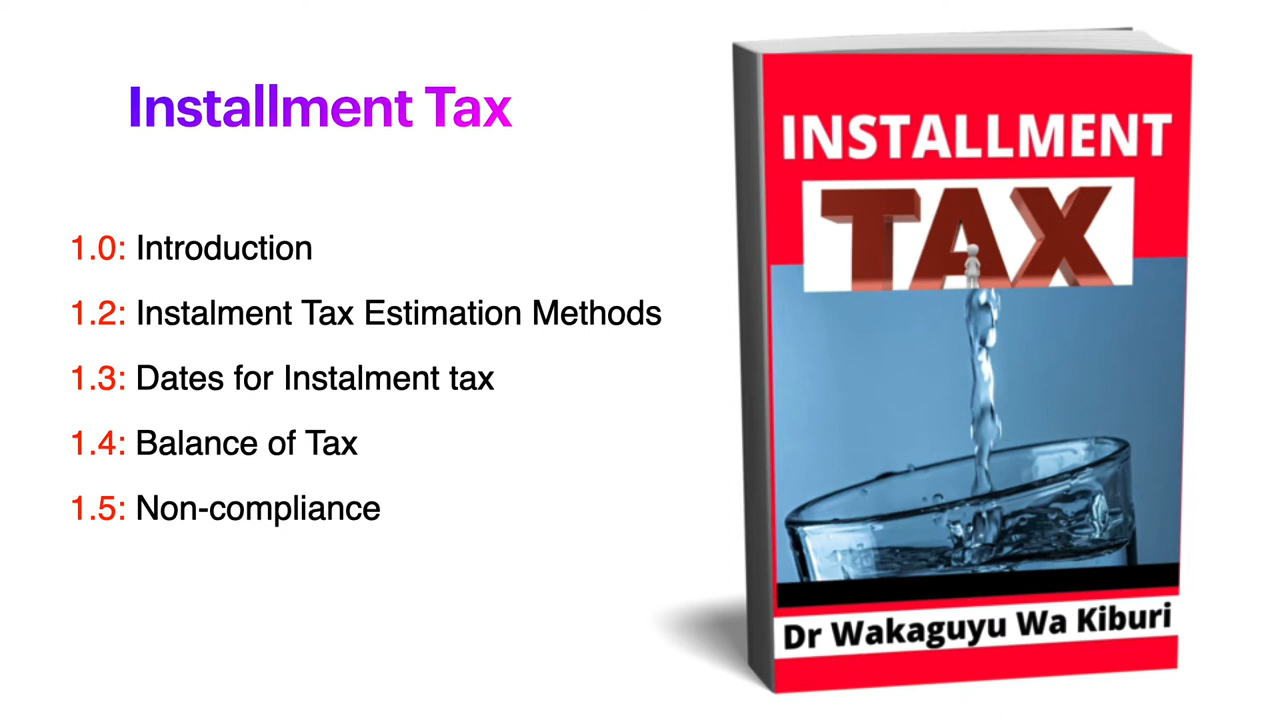 Installment Tax
1.0: Introduction
1.2: Instalment Tax Estimation Methods
1.3: Dates for Instalment tax
1.4: Balance of Tax
1.5: Non-compliance
INSTALLMENT
TAX
Dr Wakaguyu Wa Kiburi